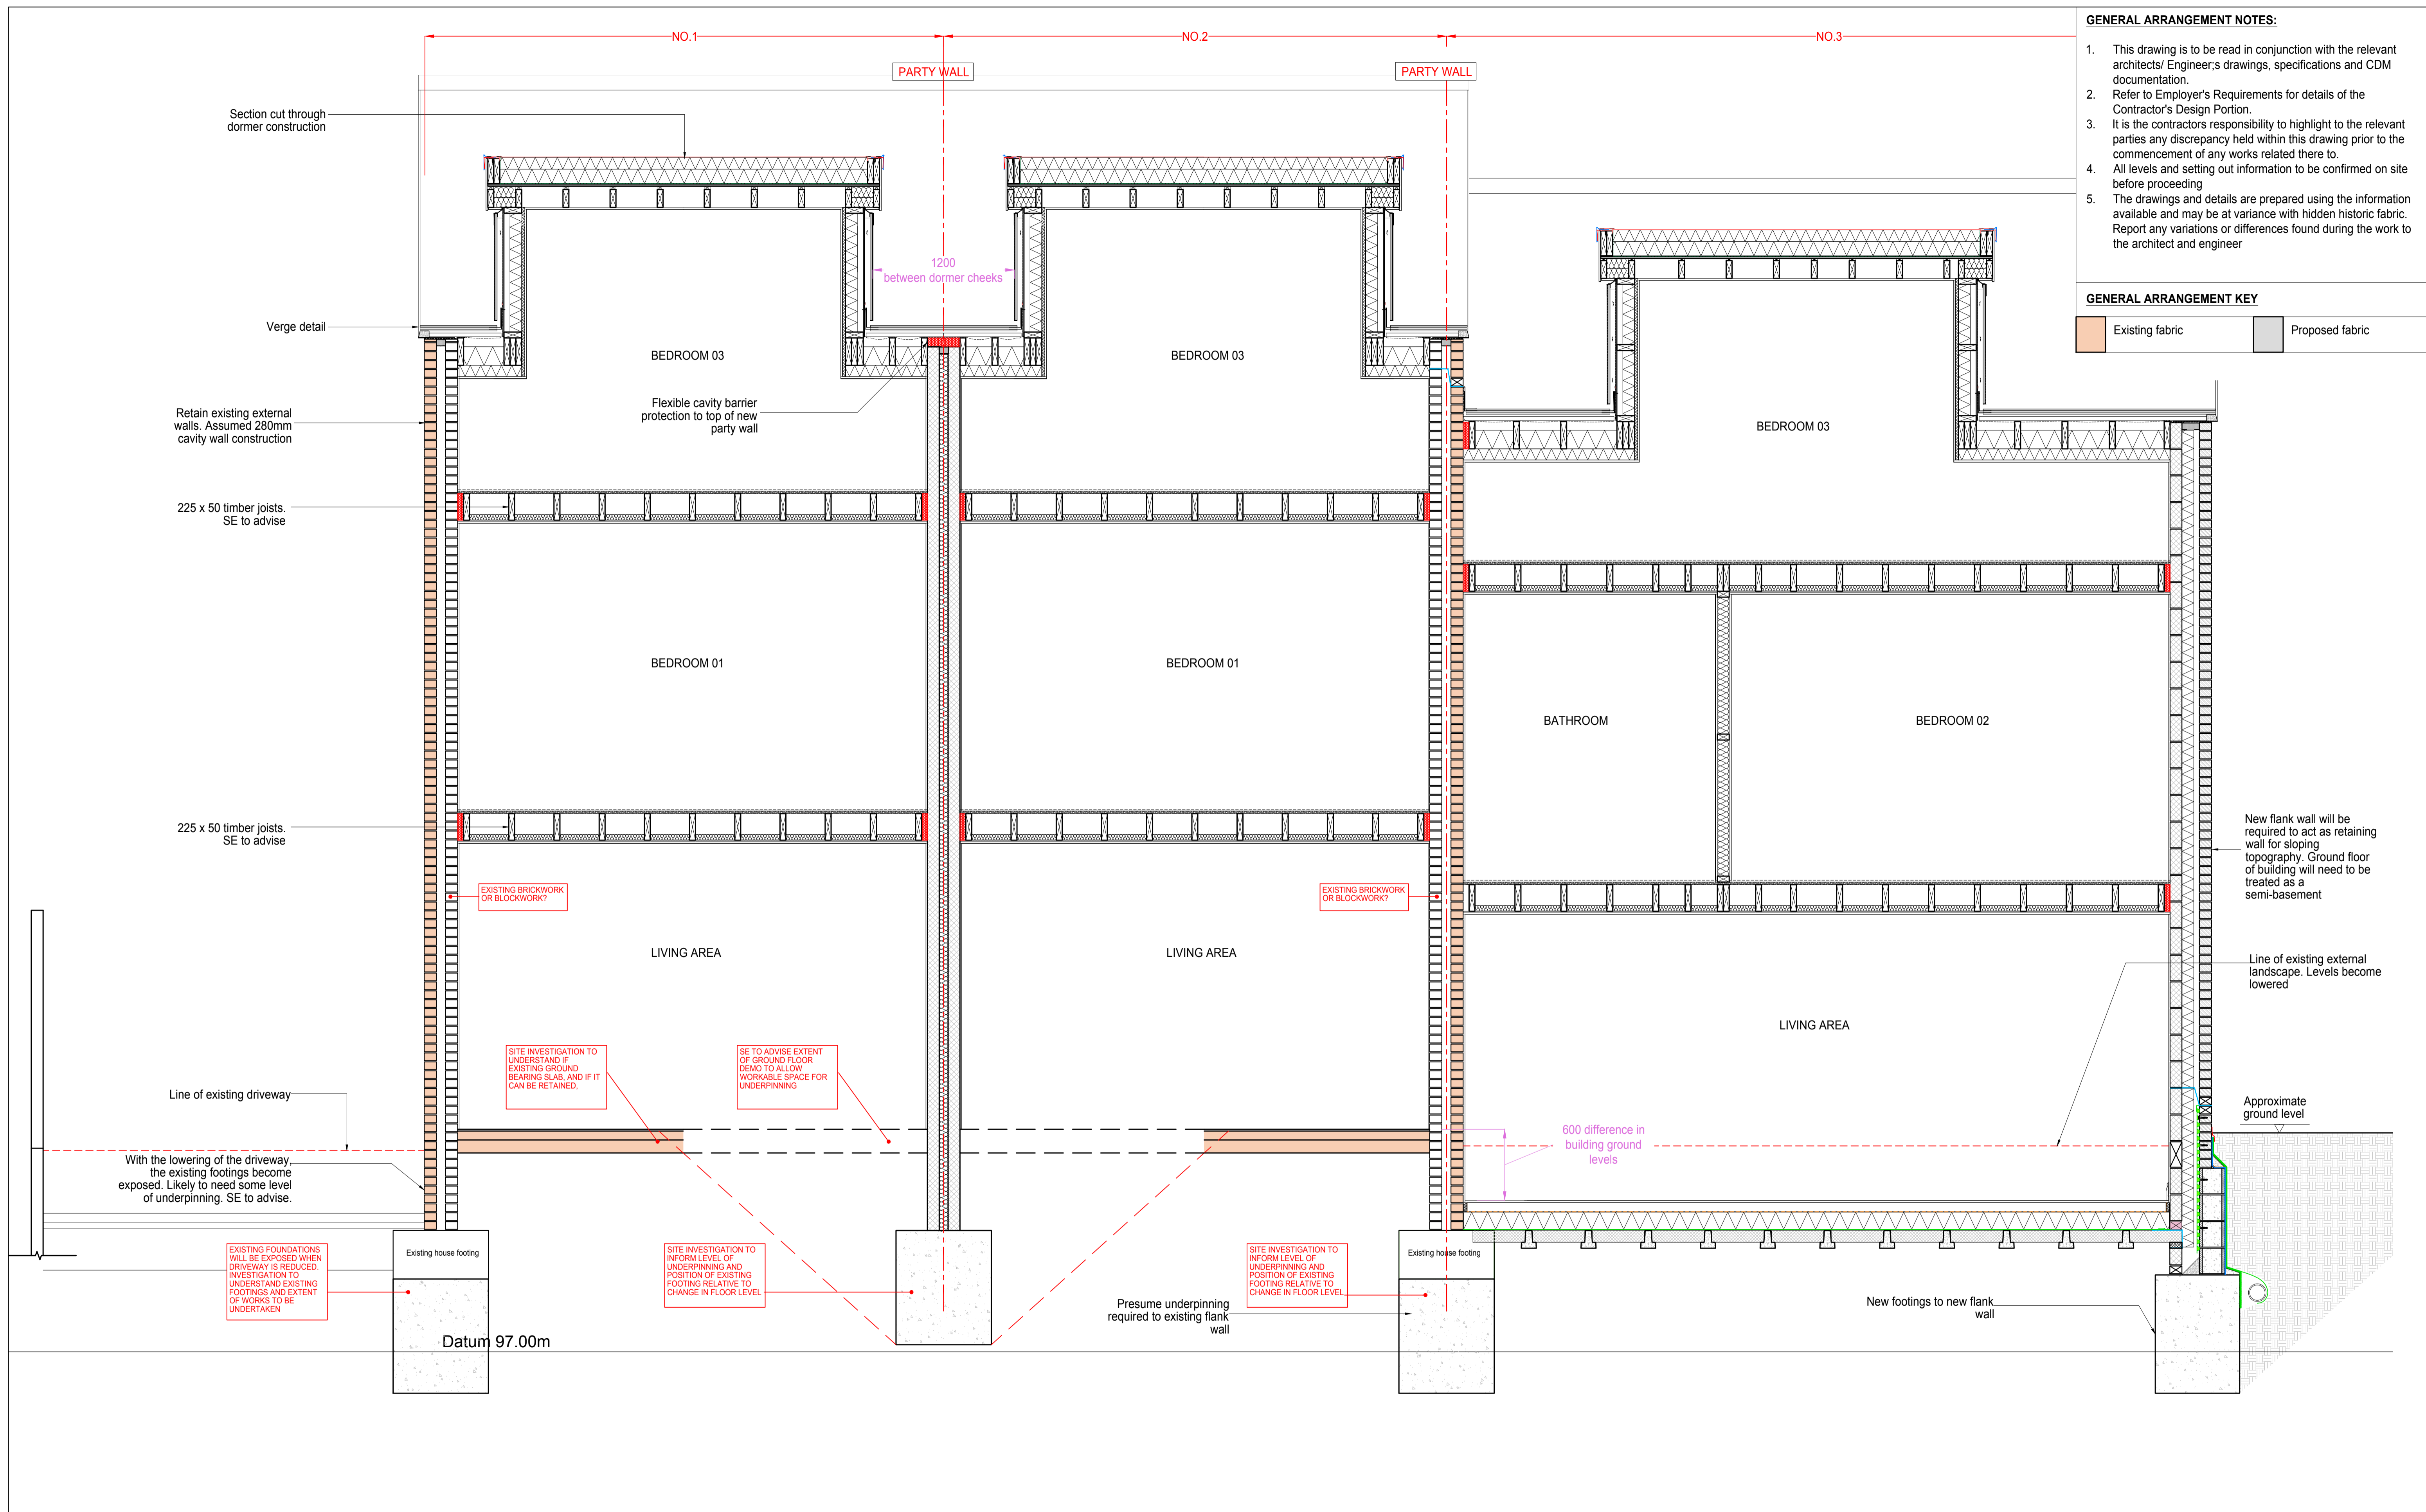 GENERAL ARRANGEMENT NOTES:
1. This drawing is to be read in conjunction with the relevant
architects/ Engineer;s drawings, specifications and CDM
documentation.
2. Refer to Employer's Requirements for details of the
Contractor's Design Portion.
3. It is the contractors responsibility to highlight to the relevant
parties any discrepancy held within this drawing prior to the
commencement of any works related there to.
4. All levels and setting out information to be confirmed on site
before proceeding
5. The drawings and details are prepared using the information
available and may be at variance with hidden historic fabric.
Report any variations or differences found during the work to
the architect and engineer
GENERAL ARRANGEMENT KEY
Existing fabric
Proposed fabric
NO.1
NO.2
NO.3
PARTY WALL
PARTY WALL
Section cut through
dormer construction
1200
between dormer cheeks
Verge detail
BEDROOM 03
BEDROOM 03
BEDROOM 03
Flexible cavity barrier
protection to top of new
party wall
Retain existing external
walls. Assumed 280mm
cavity wall construction
225 x 50 timber joists.
SE to advise
BEDROOM 01
BEDROOM 01
BATHROOM
BEDROOM 02
225 x 50 timber joists.
SE to advise
New flank wall will be
required to act as retaining
wall for sloping
topography. Ground floor
of building will need to be
treated as a
semi-basement
EXISTING BRICKWORK
OR BLOCKWORK?
EXISTING BRICKWORK
OR BLOCKWORK?
LIVING AREA
LIVING AREA
LIVING AREA
Line of existing external
landscape. Levels become
lowered
SITE INVESTIGATION TO
UNDERSTAND IF
EXISTING GROUND
BEARING SLAB, AND IF IT
CAN BE RETAINED,
SE TO ADVISE EXTENT
OF GROUND FLOOR
DEMO TO ALLOW
WORKABLE SPACE FOR
UNDERPINNING
Line of existing driveway
Approximate
ground level
600 difference in
building ground
levels
With the lowering of the driveway,
the existing footings become
exposed. Likely to need some level
of underpinning. SE to advise.
EXISTING FOUNDATIONS
WILL BE EXPOSED WHEN
DRIVEWAY IS REDUCED.
INVESTIGATION TO
UNDERSTAND EXISTING
FOOTINGS AND EXTENT
OF WORKS TO BE
UNDERTAKEN
Existing house footing
SITE INVESTIGATION TO
INFORM LEVEL OF
UNDERPINNING AND
POSITION OF EXISTING
FOOTING RELATIVE TO
CHANGE IN FLOOR LEVEL
SITE INVESTIGATION TO
INFORM LEVEL OF
UNDERPINNING AND
POSITION OF EXISTING
FOOTING RELATIVE TO
CHANGE IN FLOOR LEVEL
Existing house footing
Presume underpinning
required to existing flank
wall
New footings to new flank
wall
Datum 97.00m